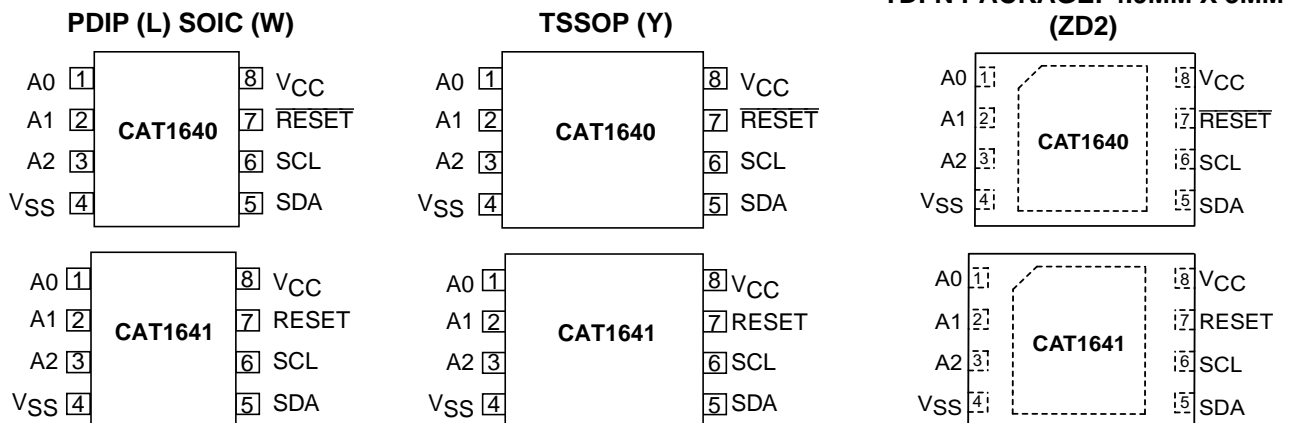 PDIP (L) SOIC (W)
A0 1
A1 2
A2 3
VSS 4
CAT1640
8 VCC
7 RESET
6 SCL
5 SDA
A0 1
A1 2
A2 3
VSS 4
CAT1641
8 VCC
7 RESET
6 SCL
5 SDA
TSSOP (Y)
A0 1
A1 2
A2 3
VSS 4
CAT1640
8 VCC
7 RESET
6 SCL
5 SDA
A0 1
A1 2
A2 3
VSS 4
CAT1641
8 VCC
7 RESET
6 SCL
5 SDA
(ZD2)
A0 1
A1 2
A2 3
VSS 4
CAT1640
8 VCC
7 RESET
6 SCL
5 SDA
A0 1
A1 2
A2 3
VSS 4
CAT1641
8 VCC
7 RESET
6 SCL
5 SDA